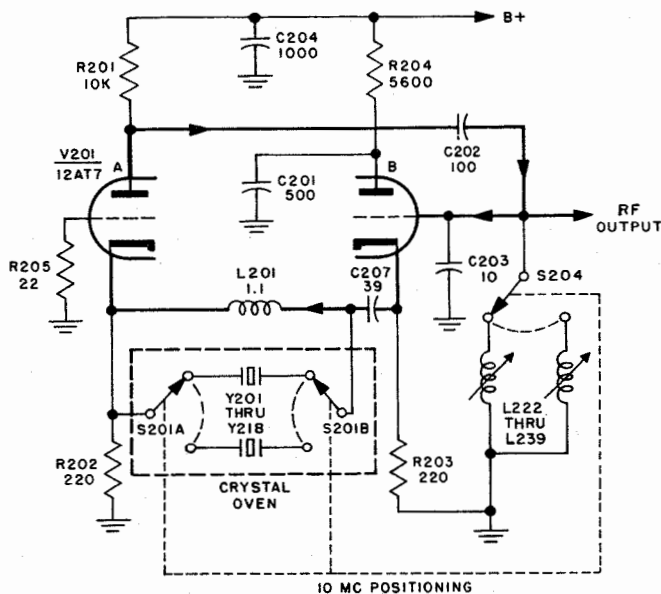 B+
C204
1000
R201
10K
R204
5600
V201
12AT7
A
B
C202
100
C201
500
RF
OUTPUT
R205
22
L201
1.1
C207
39
C203
10
S204
Y201
THRU
Y218
S201A
S201B
L222
THRU
L239
R202
220
R203
220
CRYSTAL
OVEN
10 MC POSITIONING